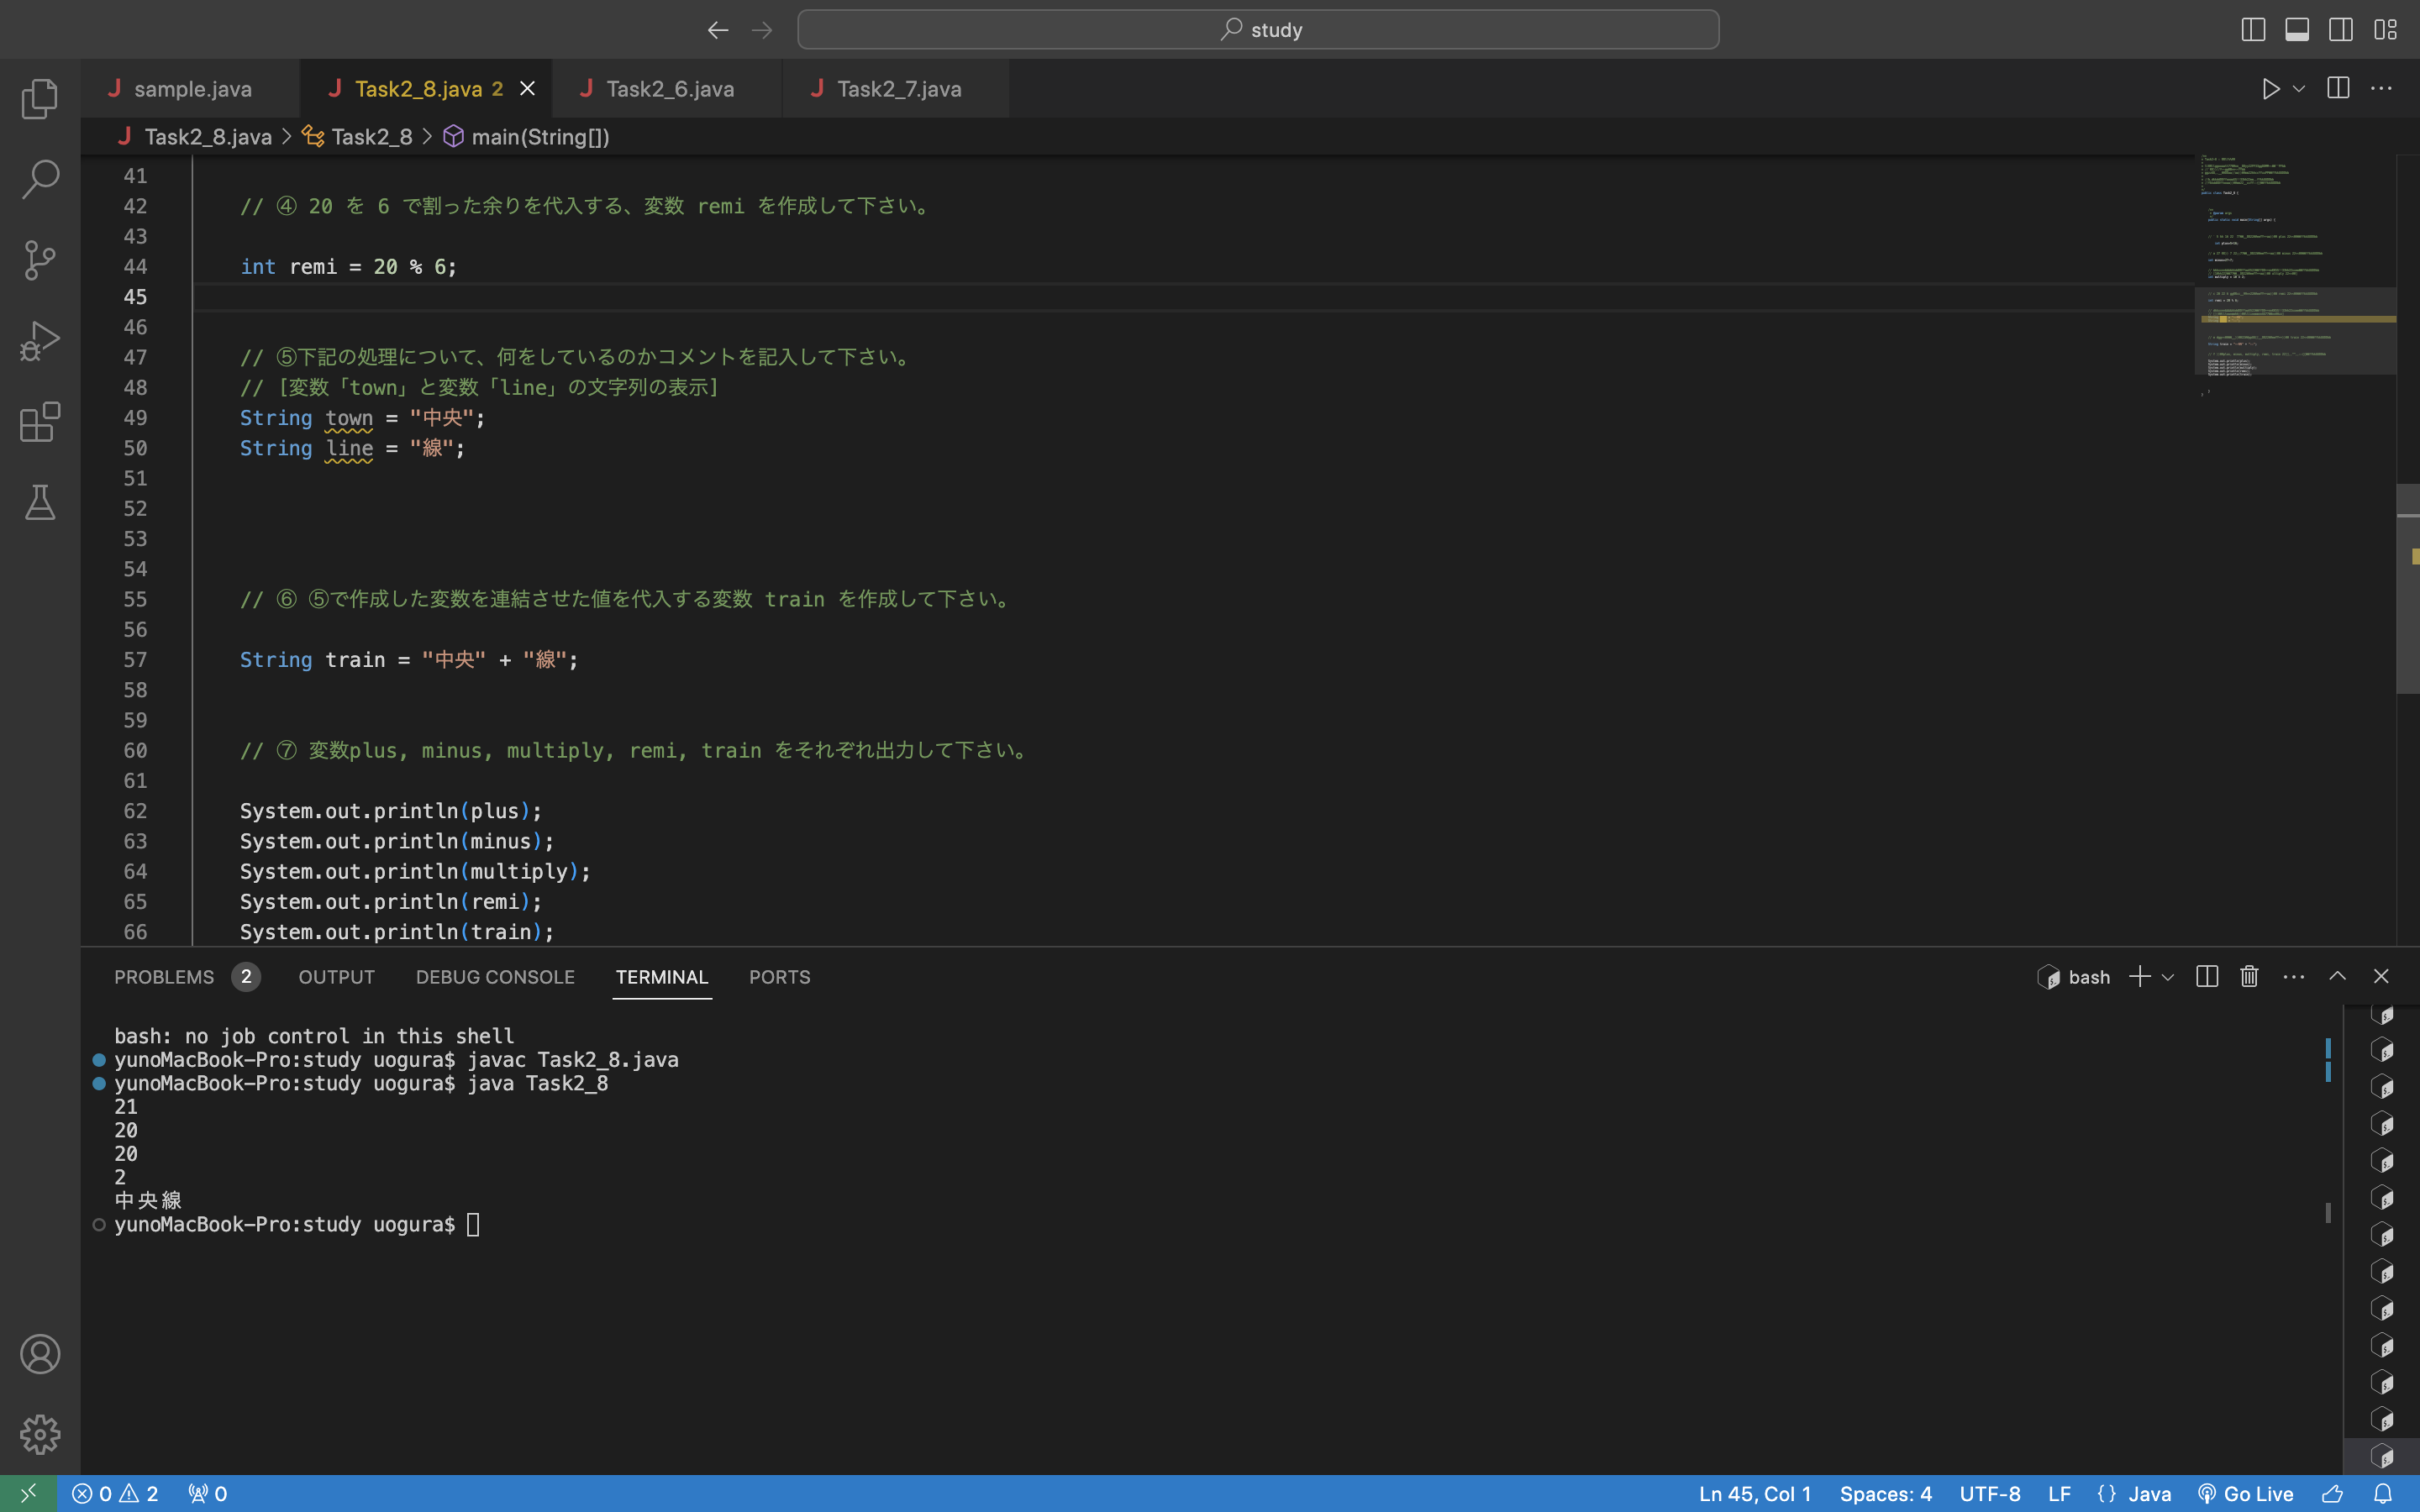 study
sample.java
Task2_8.java 2
Task2_6.java
Task2_7.java
Task2_8.java > Task2_8 > main(String[])
41
42 // ④ 20 を 6 で割った余りを代入する、変数 remi を作成して下さい。
43
44 int remi = 20 % 6;
45
46
47 // ⑤下記の処理について、何をしているのかコメントを記入して下さい。
48 // [変数「town」と変数「line」の文字列の表示]
49 String town = "中央";
50 String line = "線";
51
52
53
54
55 // ⑥ ⑤で作成した変数を連結させた値を代入する変数 train を作成して下さい。
56
57 String train = "中央" + "線";
58
59
60 // ⑦ 変数plus, minus, multiply, remi, train をそれぞれ出力して下さい。
61
62 System.out.println(plus);
63 System.out.println(minus);
64 System.out.println(multiply);
65 System.out.println(remi);
66 System.out.println(train);
PROBLEMS 2 OUTPUT DEBUG CONSOLE TERMINAL PORTS
bash
bash: no job control in this shell
yunoMacBook-Pro:study uogura$ javac Task2_8.java
yunoMacBook-Pro:study uogura$ java Task2_8
21
20
20
2
中央線
yunoMacBook-Pro:study uogura$
0 2 0
Ln 45, Col 1 Spaces: 4 UTF-8 LF {} Java Go Live